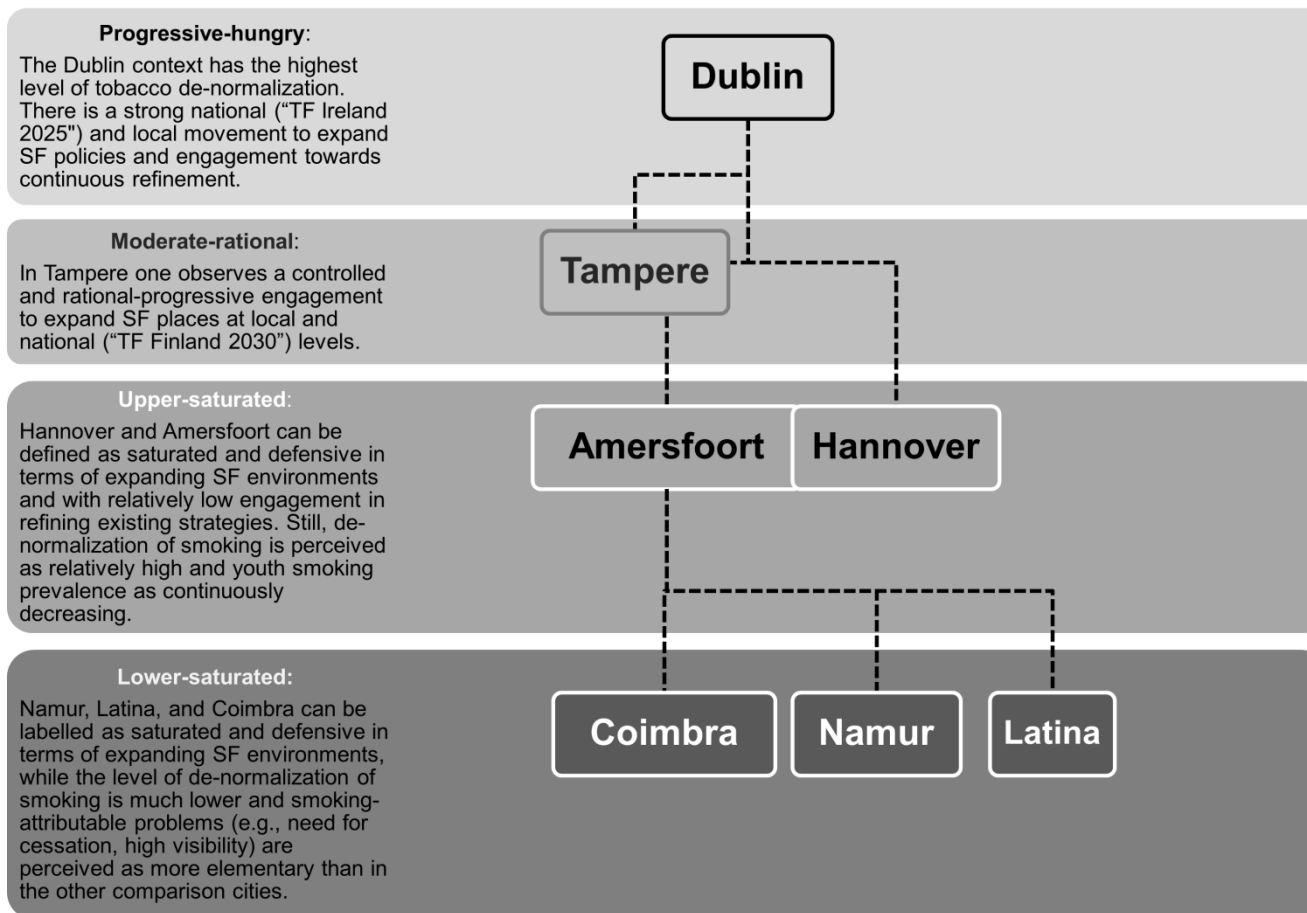 Progressive-hungry:
The Dublin context has the highest
level of tobacco de-normalization.
There is a strong national (“TF Ireland
2025") and local movement to expand
SF policies and engagement towards
continuous refinement.
Dublin
Moderate-rational:
In Tampere one observes a controlled
and rational-progressive engagement
to expand SF places at local and
national (“TF Finland 2030”) levels.
Tampere
Upper-saturated:
Hannover and Amersfoort can be
defined as saturated and defensive in
terms of expanding SF environments
and with relatively low engagement in
refining existing strategies. Still, de-
normalization of smoking is perceived
as relatively high and youth smoking
prevalence as continuously
decreasing.
Amersfoort
Hannover
Lower-saturated:
Namur, Latina, and Coimbra can be
labelled as saturated and defensive in
terms of expanding SF environments,
while the level of de-normalization of
smoking is much lower and smoking-
attributable problems (e.g., need for
cessation, high visibility) are
perceived as more elementary than in
the other comparison cities.
Coimbra
Namur
Latina